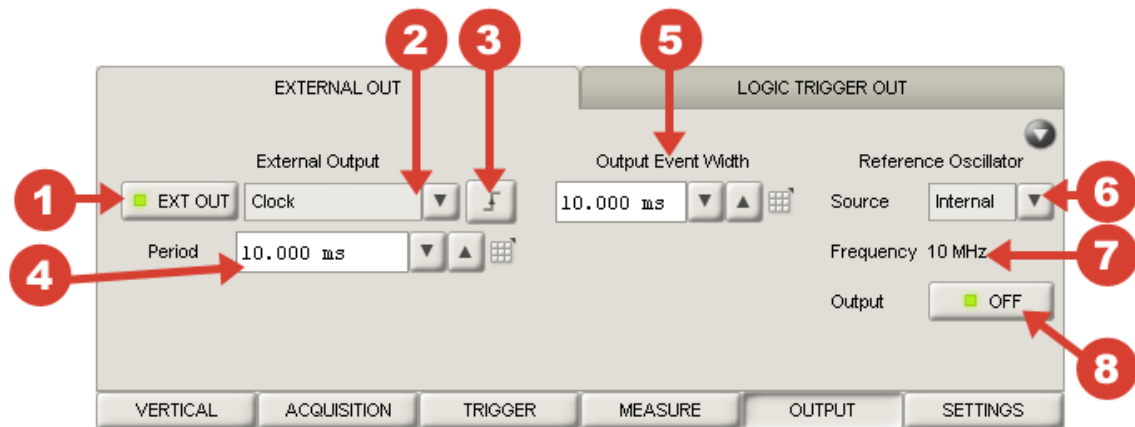 2 3 5
EXTERNAL OUT LOGIC TRIGGER OUT
External Output Output Event Width Reference Oscillator
1 EXT OUT Clock 10.000 ms Source Internal 6
4 Period 10.000 ms Frequency 10 MHz 7
Output OFF
8
VERTICAL ACQUISITION TRIGGER MEASURE OUTPUT SETTINGS